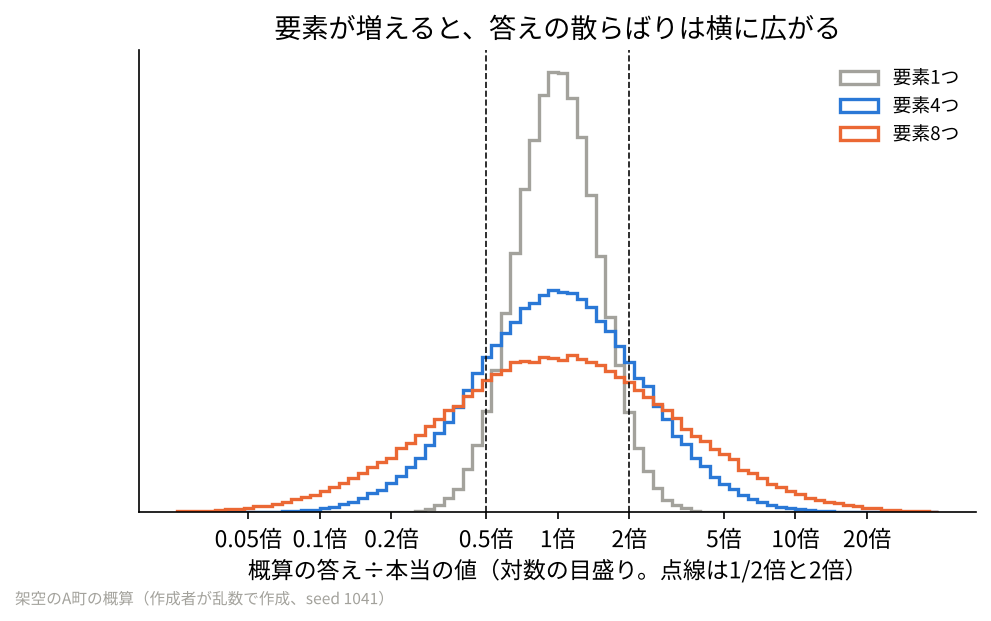 要素が増えると、答えの散らばりは横に広がる
要素1つ
要素4つ
要素8つ
0.05倍 0.1倍 0.2倍 0.5倍 1倍 2倍 5倍 10倍 20倍
概算の答え÷本当の値（対数の目盛り。点線は1/2倍と2倍）
架空のA町の概算（作成者が乱数で作成、seed 1041）